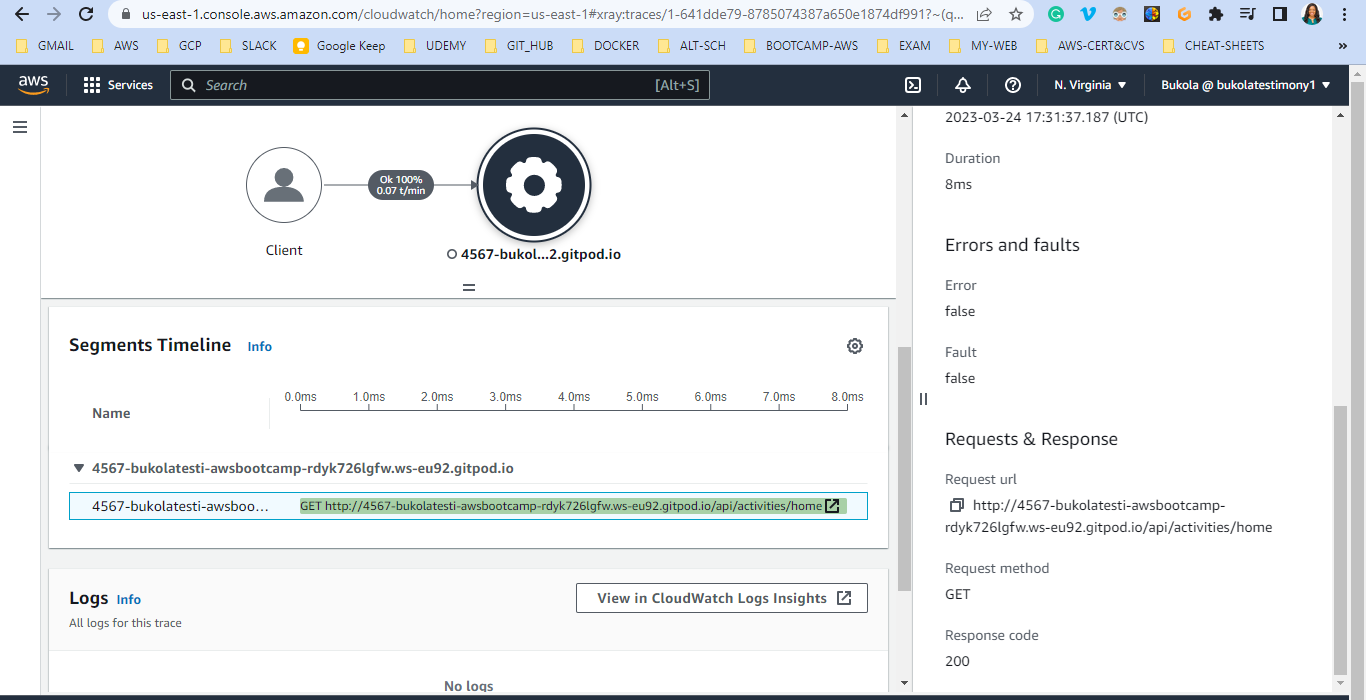 us-east-1.console.aws.amazon.com/cloudwatch/home?region=us-east-1#xray:traces/1-641dde79-8785074387a650e1874df991?~(q...
GMAIL AWS GCP SLACK Google Keep UDEMY GIT_HUB DOCKER ALT-SCH BOOTCAMP-AWS EXAM MY-WEB AWS-CERT&CVS CHEAT-SHEETS »
aws Services Search [Alt+S] N. Virginia ▼ Bukola @ bukolatestimony1 ▼
Ok 100%
0.07 t/min
Client
4567-bukol...2.gitpod.io
Segments Timeline Info
0.0ms 1.0ms 2.0ms 3.0ms 4.0ms 5.0ms 6.0ms 7.0ms 8.0ms
Name
▼ 4567-bukolatesti-awsbootcamp-rdyk726lgfw.ws-eu92.gitpod.io
4567-bukolatesti-awsboo... GET http://4567-bukolatesti-awsbootcamp-rdyk726lgfw.ws-eu92.gitpod.io/api/activities/home
Logs Info
All logs for this trace
View in CloudWatch Logs Insights
No logs
2023-03-24 17:31:37.187 (UTC)
Duration
8ms
Errors and faults
Error
false
Fault
false
Requests & Response
Request url
http://4567-bukolatesti-awsbootcamp-
rdyk726lgfw.ws-eu92.gitpod.io/api/activities/home
Request method
GET
Response code
200